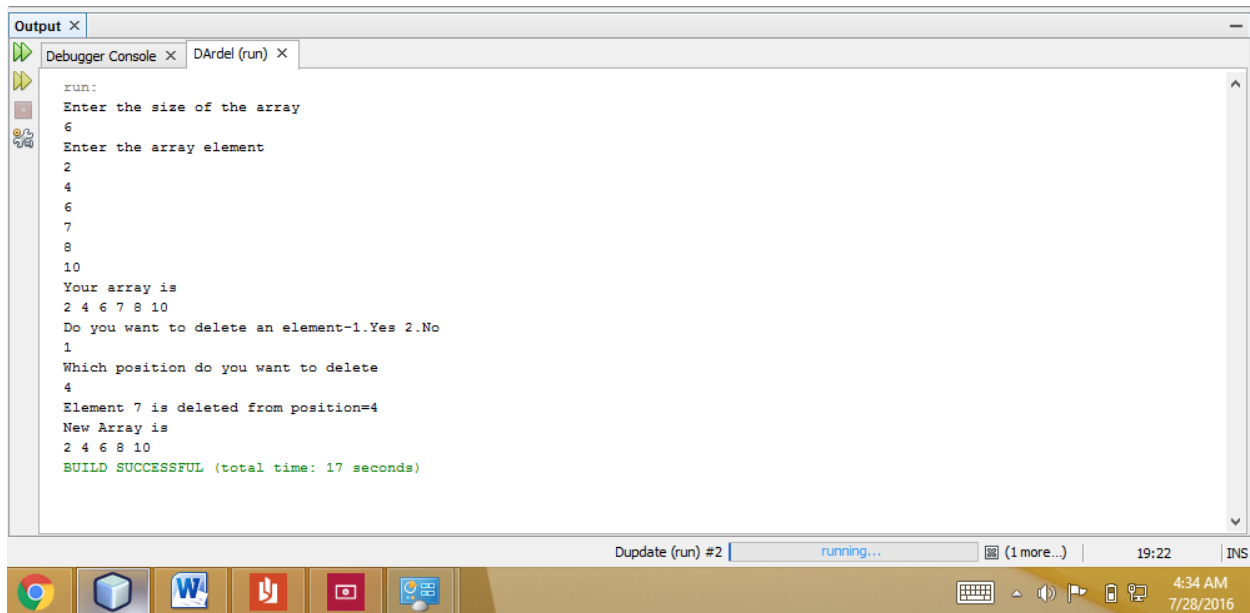 Output
Debugger Console DArdel (run)
run:
Enter the size of the array
6
Enter the array element
2
4
6
7
8
10
Your array is
2 4 6 7 8 10
Do you want to delete an element-1.Yes 2.No
1
Which position do you want to delete
4
Element 7 is deleted from position=4
New Array is
2 4 6 8 10
BUILD SUCCESSFUL (total time: 17 seconds)
Dupdate (run) #2 running... (1 more...) 19:22 INS
4:34 AM
7/28/2016